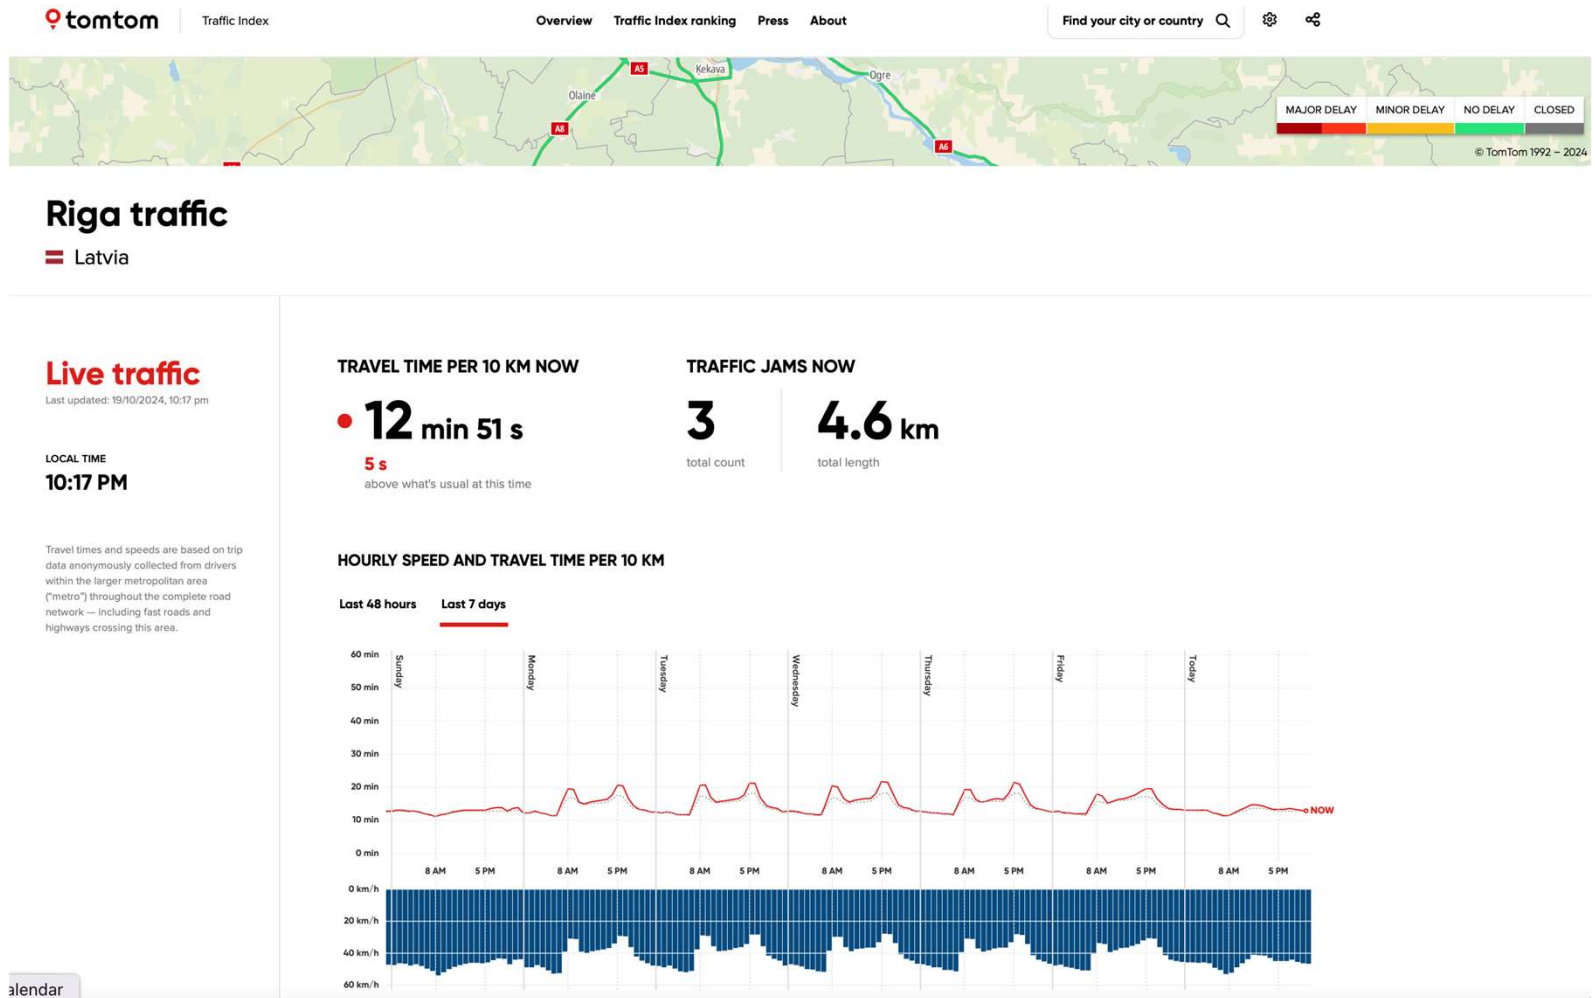 tomtom
Traffic Index
Overview
Traffic Index ranking
Press
About
Find your city or country
A5
Kekava
Ogre
Olaine
A8
A6
MAJOR DELAY
MINOR DELAY
NO DELAY
CLOSED
© TomTom 1992 – 2024
Riga traffic
Latvia
Live traffic
Last updated: 19/10/2024, 10:17 pm
LOCAL TIME
10:17 PM
Travel times and speeds are based on trip
data anonymously collected from drivers
within the larger metropolitan area
("metro") throughout the complete road
network — including fast roads and
highways crossing this area.
TRAVEL TIME PER 10 KM NOW
12 min 51 s
5 s
above what's usual at this time
TRAFFIC JAMS NOW
3
total count
4.6 km
total length
HOURLY SPEED AND TRAVEL TIME PER 10 KM
Last 48 hours
Last 7 days
60 min
50 min
40 min
30 min
20 min
10 min
0 min
Sunday
Monday
Tuesday
Wednesday
Thursday
Friday
Today
NOW
8 AM 5 PM 8 AM 5 PM 8 AM 5 PM 8 AM 5 PM 8 AM 5 PM 8 AM 5 PM 8 AM 5 PM
0 km/h
20 km/h
40 km/h
60 km/h
alendar